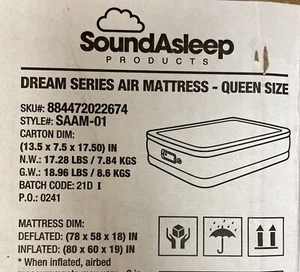 SoundAsleep
PRODUCTS
DREAM SERIES AIR MATTRESS - QUEEN SIZE
SKU#: 884472022674
STYLE#: SAAM-01
CARTON DIM:
(13.5 x 7.5 x 17.50) IN
N.W.: 17.28 LBS / 7.84 KGS
G.W.: 18.96 LBS / 8.6 KGS
BATCH CODE: 21D I
P.O.: 0241
MATTRESS DIM:
DEFLATED: (78 x 58 x 18) IN
INFLATED: (80 x 60 x 19) IN
* When inflated, airbed